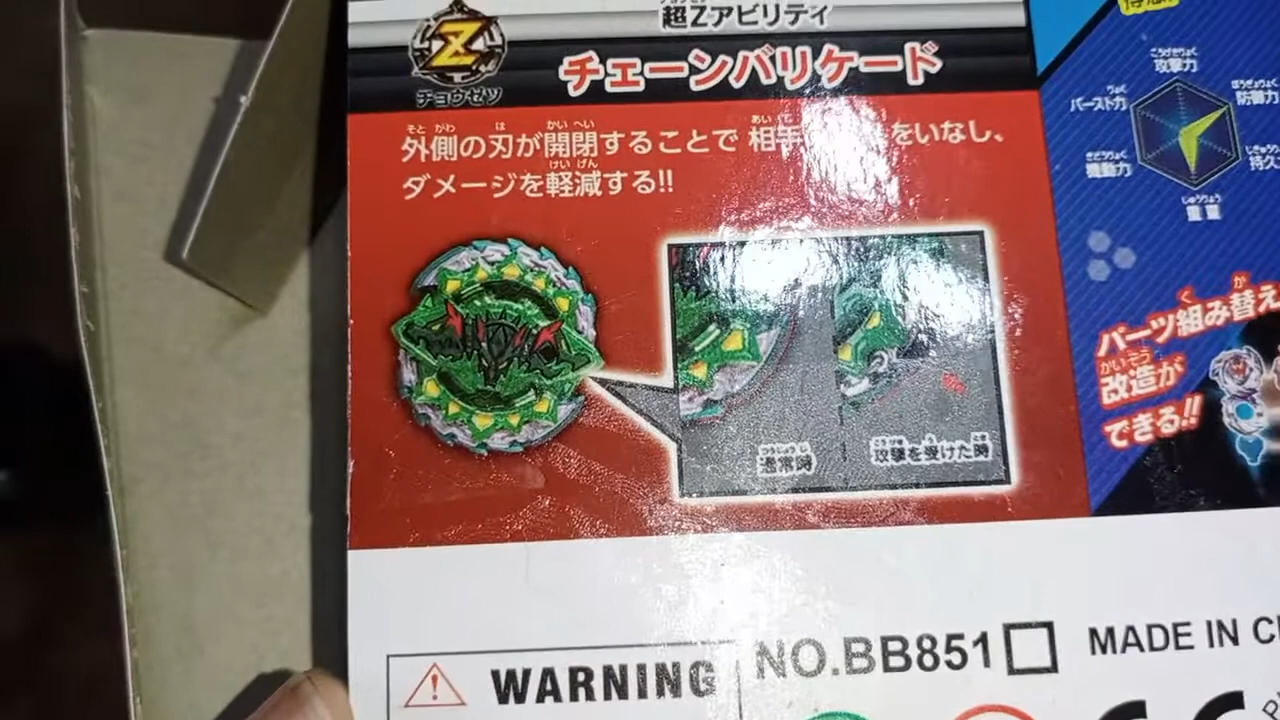 超Zアビリティ
チョウゼツ
チェーンバリケード
外側の刃が開閉することで 相手 をいなし、
ダメージを軽減する!!
通常時
攻撃を受けた時
攻撃力
バースト力
防御力
機動力
持久
重量
パーツ組み替え
改造が
できる!!
WARNING
NO.BB851
MADE IN C